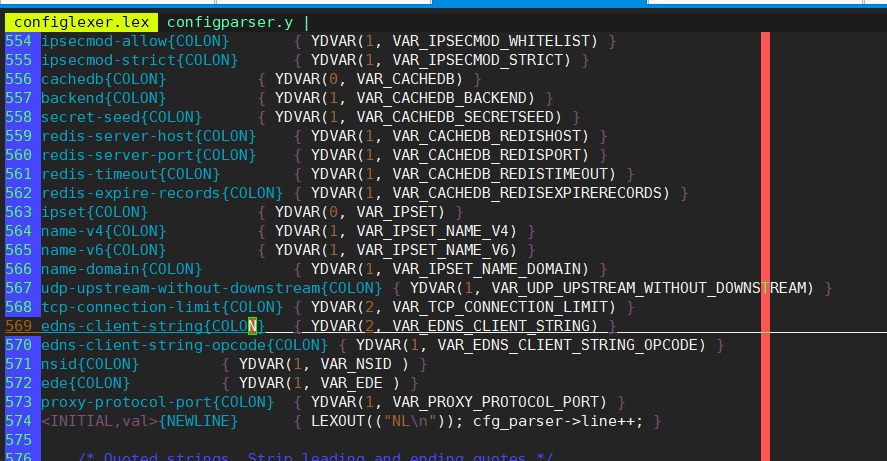 configlexer.lex configparser.y |
554 ipsecmod-allow{COLON} { YDVAR(1, VAR_IPSECMOD_WHITELIST) }
555 ipsecmod-strict{COLON} { YDVAR(1, VAR_IPSECMOD_STRICT) }
556 cachedb{COLON} { YDVAR(0, VAR_CACHEDB) }
557 backend{COLON} { YDVAR(1, VAR_CACHEDB_BACKEND) }
558 secret-seed{COLON} { YDVAR(1, VAR_CACHEDB_SECRETSEED) }
559 redis-server-host{COLON} { YDVAR(1, VAR_CACHEDB_REDISHOST) }
560 redis-server-port{COLON} { YDVAR(1, VAR_CACHEDB_REDISPORT) }
561 redis-timeout{COLON} { YDVAR(1, VAR_CACHEDB_REDISTIMEOUT) }
562 redis-expire-records{COLON} { YDVAR(1, VAR_CACHEDB_REDISEXPIRERECORDS) }
563 ipset{COLON} { YDVAR(0, VAR_IPSET) }
564 name-v4{COLON} { YDVAR(1, VAR_IPSET_NAME_V4) }
565 name-v6{COLON} { YDVAR(1, VAR_IPSET_NAME_V6) }
566 name-domain{COLON} { YDVAR(1, VAR_IPSET_NAME_DOMAIN) }
567 udp-upstream-without-downstream{COLON} { YDVAR(1, VAR_UDP_UPSTREAM_WITHOUT_DOWNSTREAM) }
568 tcp-connection-limit{COLON} { YDVAR(2, VAR_TCP_CONNECTION_LIMIT) }
569 edns-client-string{COLON} { YDVAR(2, VAR_EDNS_CLIENT_STRING) }
570 edns-client-string-opcode{COLON} { YDVAR(1, VAR_EDNS_CLIENT_STRING_OPCODE) }
571 nsid{COLON} { YDVAR(1, VAR_NSID ) }
572 ede{COLON} { YDVAR(1, VAR_EDE ) }
573 proxy-protocol-port{COLON} { YDVAR(1, VAR_PROXY_PROTOCOL_PORT) }
574 <INITIAL,val>{NEWLINE} { LEXOUT(("NL\n")); cfg_parser->line++; }
575
576 /* Quoted strings. Strip leading and ending quotes */